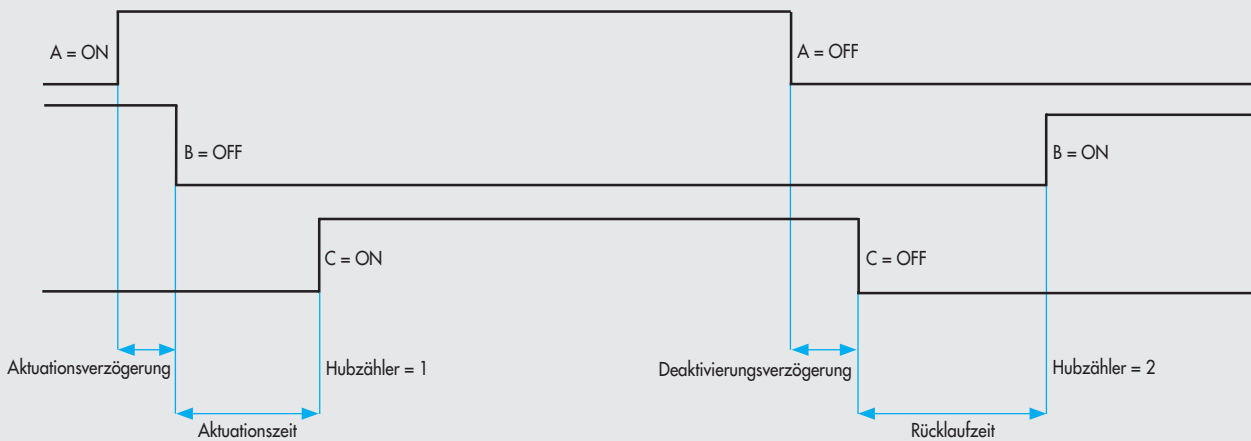 A = ON
A = OFF
B = OFF
B = ON
C = ON
C = OFF
Aktuationsverzögerung
Hubzähler = 1
Deaktivierungsverzögerung
Hubzähler = 2
Aktuationszeit
Rücklaufzeit